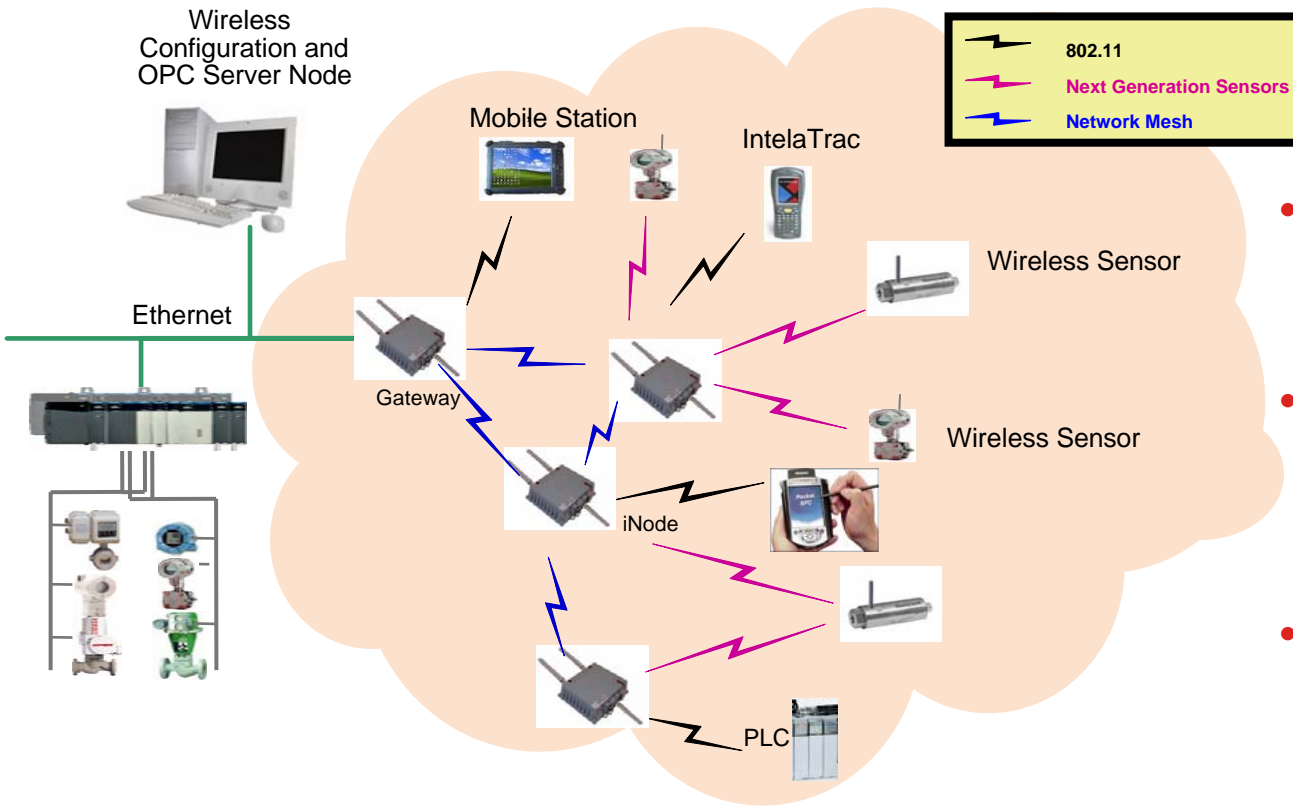 Wireless
Configuration and
OPC Server Node
802.11
Next Generation Sensors
Network Mesh
Mobile Station
IntelaTrac
Wireless Sensor
Ethernet
Gateway
Wireless Sensor
Pocket
iNode
PLC